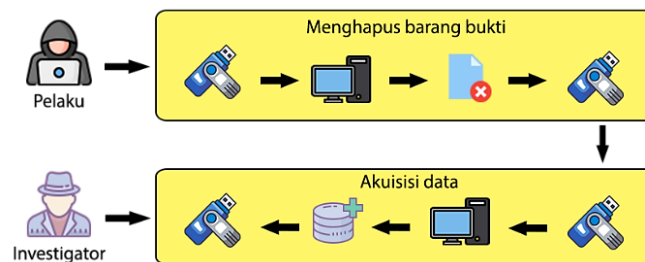 Menghapus barang bukti
Pelaku
Akuisisi data
Investigator